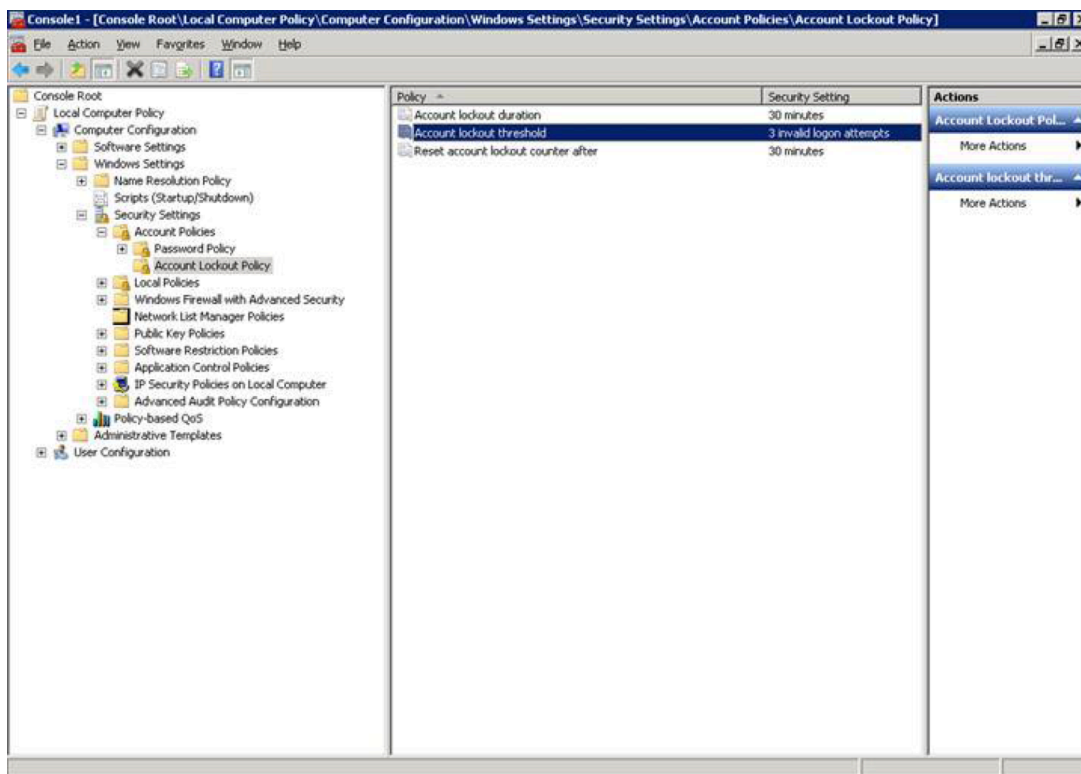 Console1 - [Console Root\Local Computer Policy\Computer Configuration\Windows Settings\Security Settings\Account Policies\Account Lockout Policy]
File Action View Favorites Window Help
Console Root
Local Computer Policy
Computer Configuration
Software Settings
Windows Settings
Name Resolution Policy
Scripts (Startup/Shutdown)
Security Settings
Account Policies
Password Policy
Account Lockout Policy
Local Policies
Windows Firewall with Advanced Security
Network List Manager Policies
Public Key Policies
Software Restriction Policies
Application Control Policies
IP Security Policies on Local Computer
Advanced Audit Policy Configuration
Policy-based QoS
Administrative Templates
User Configuration
Policy Security Setting
Account lockout duration 30 minutes
Account lockout threshold 3 invalid logon attempts
Reset account lockout counter after 30 minutes
Actions
Account Lockout Pol...
More Actions
Account lockout thr...
More Actions